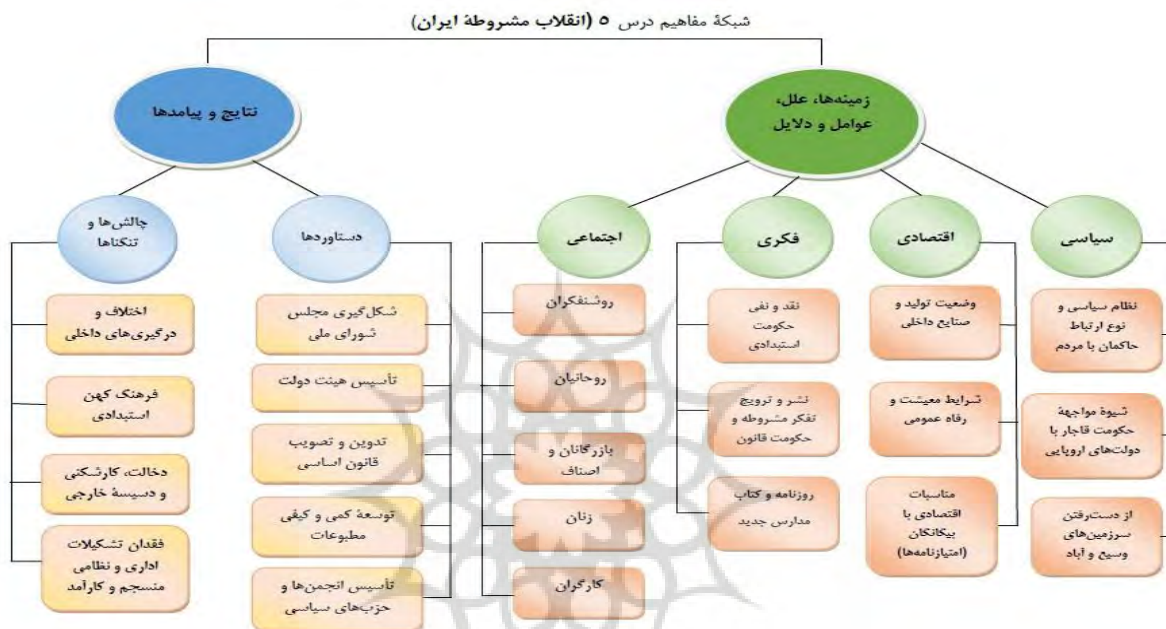 شبکهٔ مفاهیم درس ۵ (انقلاب مشروطهٔ ایران)
زمینه‌ها، علل،
عوامل و دلایل
سیاسی
نظام سیاسی و
نوع ارتباط
حاکمان با مردم
شیوهٔ مواجههٔ
حکومت قاجار با
دولت‌های اروپایی
از دست‌رفتن
سرزمین‌های
وسیع و آباد
اقتصادی
وضعیت تولید و
صنایع داخلی
شرایط معیشت و
رفاه عمومی
مناسبات
اقتصادی با
بیگانگان
(امتیازنامه‌ها)
فکری
نقد و نفی
حکومت
استبدادی
نشر و ترویج
تفکر مشروطه و
حکومت قانون
روزنامه و کتاب
مدارس جدید
اجتماعی
روشنفکران
روحانیان
بازرگانان و
اصناف
زنان
کارگران
نتایج و پیامدها
دستاوردها
شکل‌گیری مجلس
شورای ملی
تأسیس هیئت دولت
تدوین و تصویب
قانون اساسی
توسعهٔ کمی و کیفی
مطبوعات
تأسیس انجمن‌ها و
حزب‌های سیاسی
چالش‌ها و
تنگناها
اختلاف و
درگیری‌های داخلی
فرهنگ کهن
استبدادی
دخالت، کارشکنی
و دسیسهٔ خارجی
فقدان تشکیلات
اداری و نظامی
منسجم و کارآمد